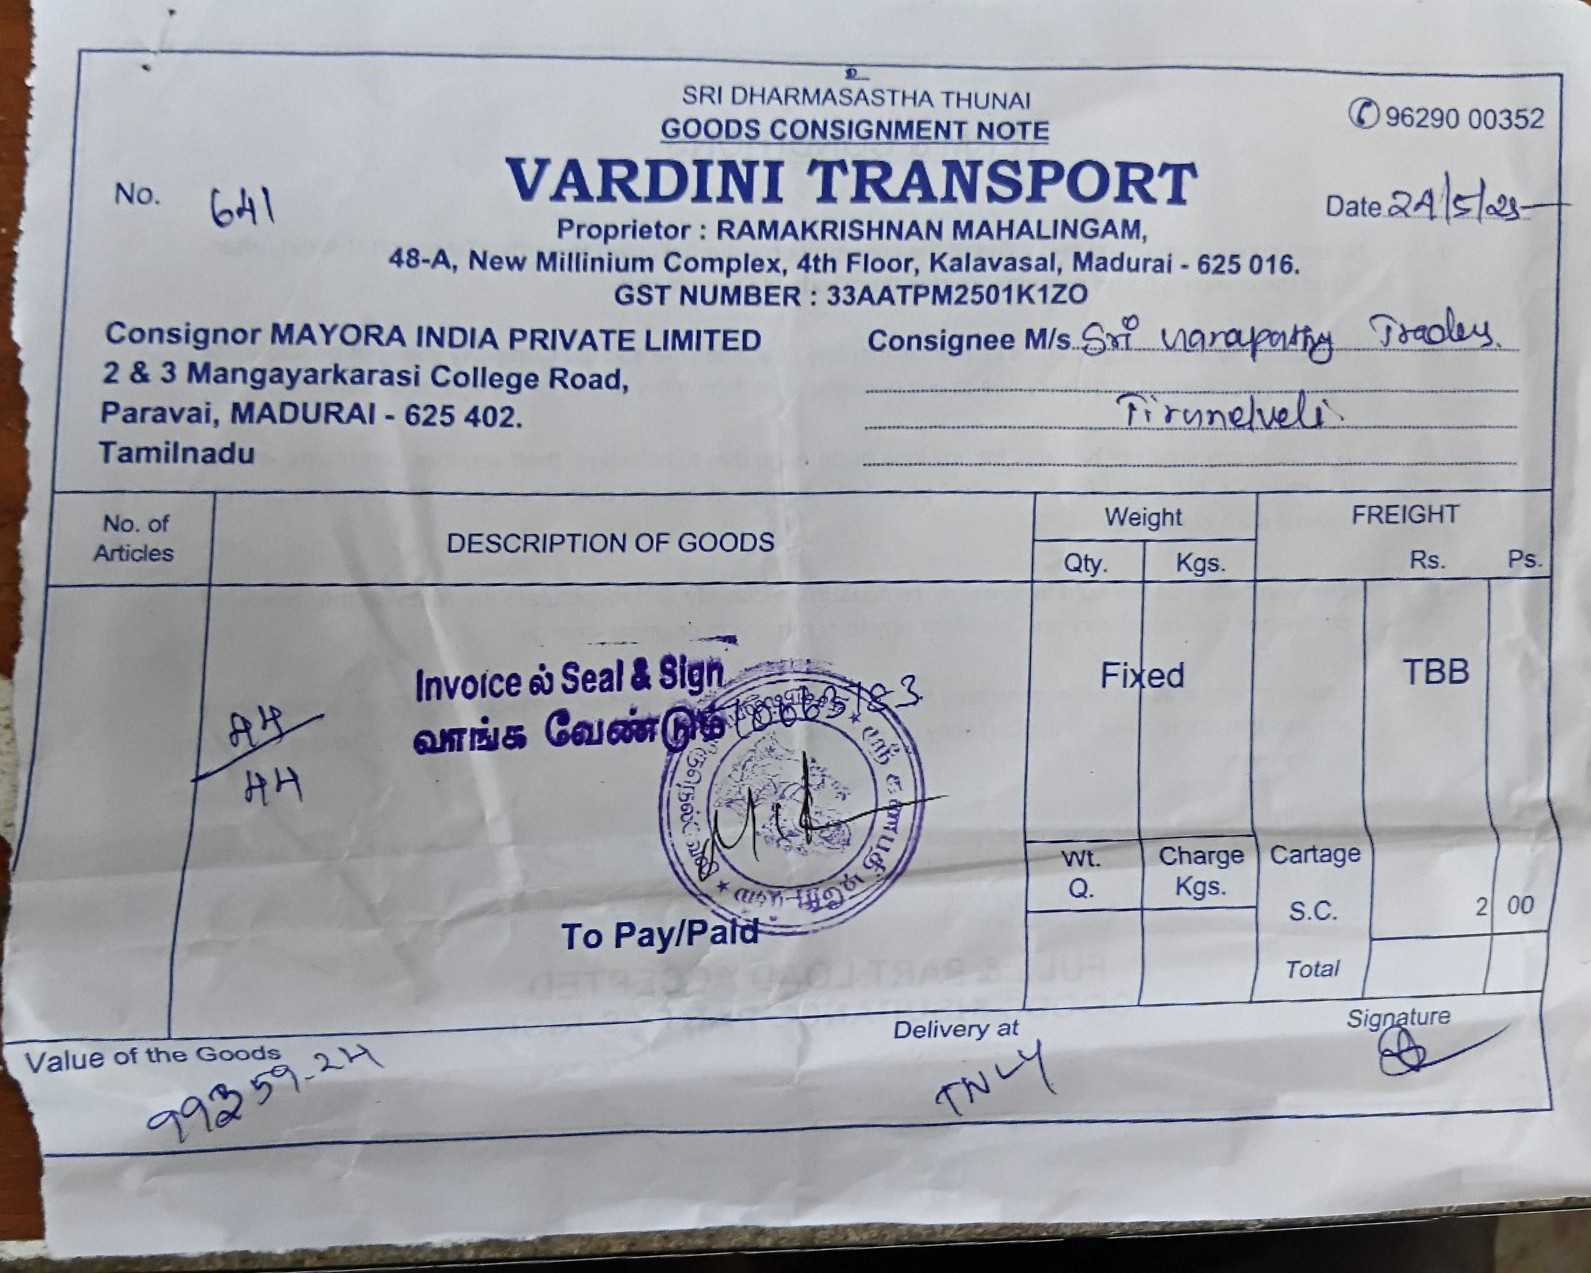 உ
SRI DHARMASASTHA THUNAI
GOODS CONSIGNMENT NOTE
✆ 96290 00352
VARDINI TRANSPORT
No. 641
Date 24/5/25
Proprietor : RAMAKRISHNAN MAHALINGAM,
48-A, New Millinium Complex, 4th Floor, Kalavasal, Madurai - 625 016.
GST NUMBER : 33AATPM2501K1ZO
Consignor MAYORA INDIA PRIVATE LIMITED
2 & 3 Mangayarkarasi College Road,
Paravai, MADURAI - 625 402.
Tamilnadu
Consignee M/s. Sri Traders.
Tirunelveli
No. of Articles
DESCRIPTION OF GOODS
Weight
Qty. Kgs.
FREIGHT
Rs. Ps.
Invoice ல் Seal & Sign
வாங்க வேண்டும்
44
44
Fixed
TBB
ஸ்ரீ கணபதி
To Pay/Paid
Wt. Q.
Charge Kgs.
Cartage
S.C. 2 00
Total
Value of the Goods
99359-24
Delivery at
TNLY
Signature